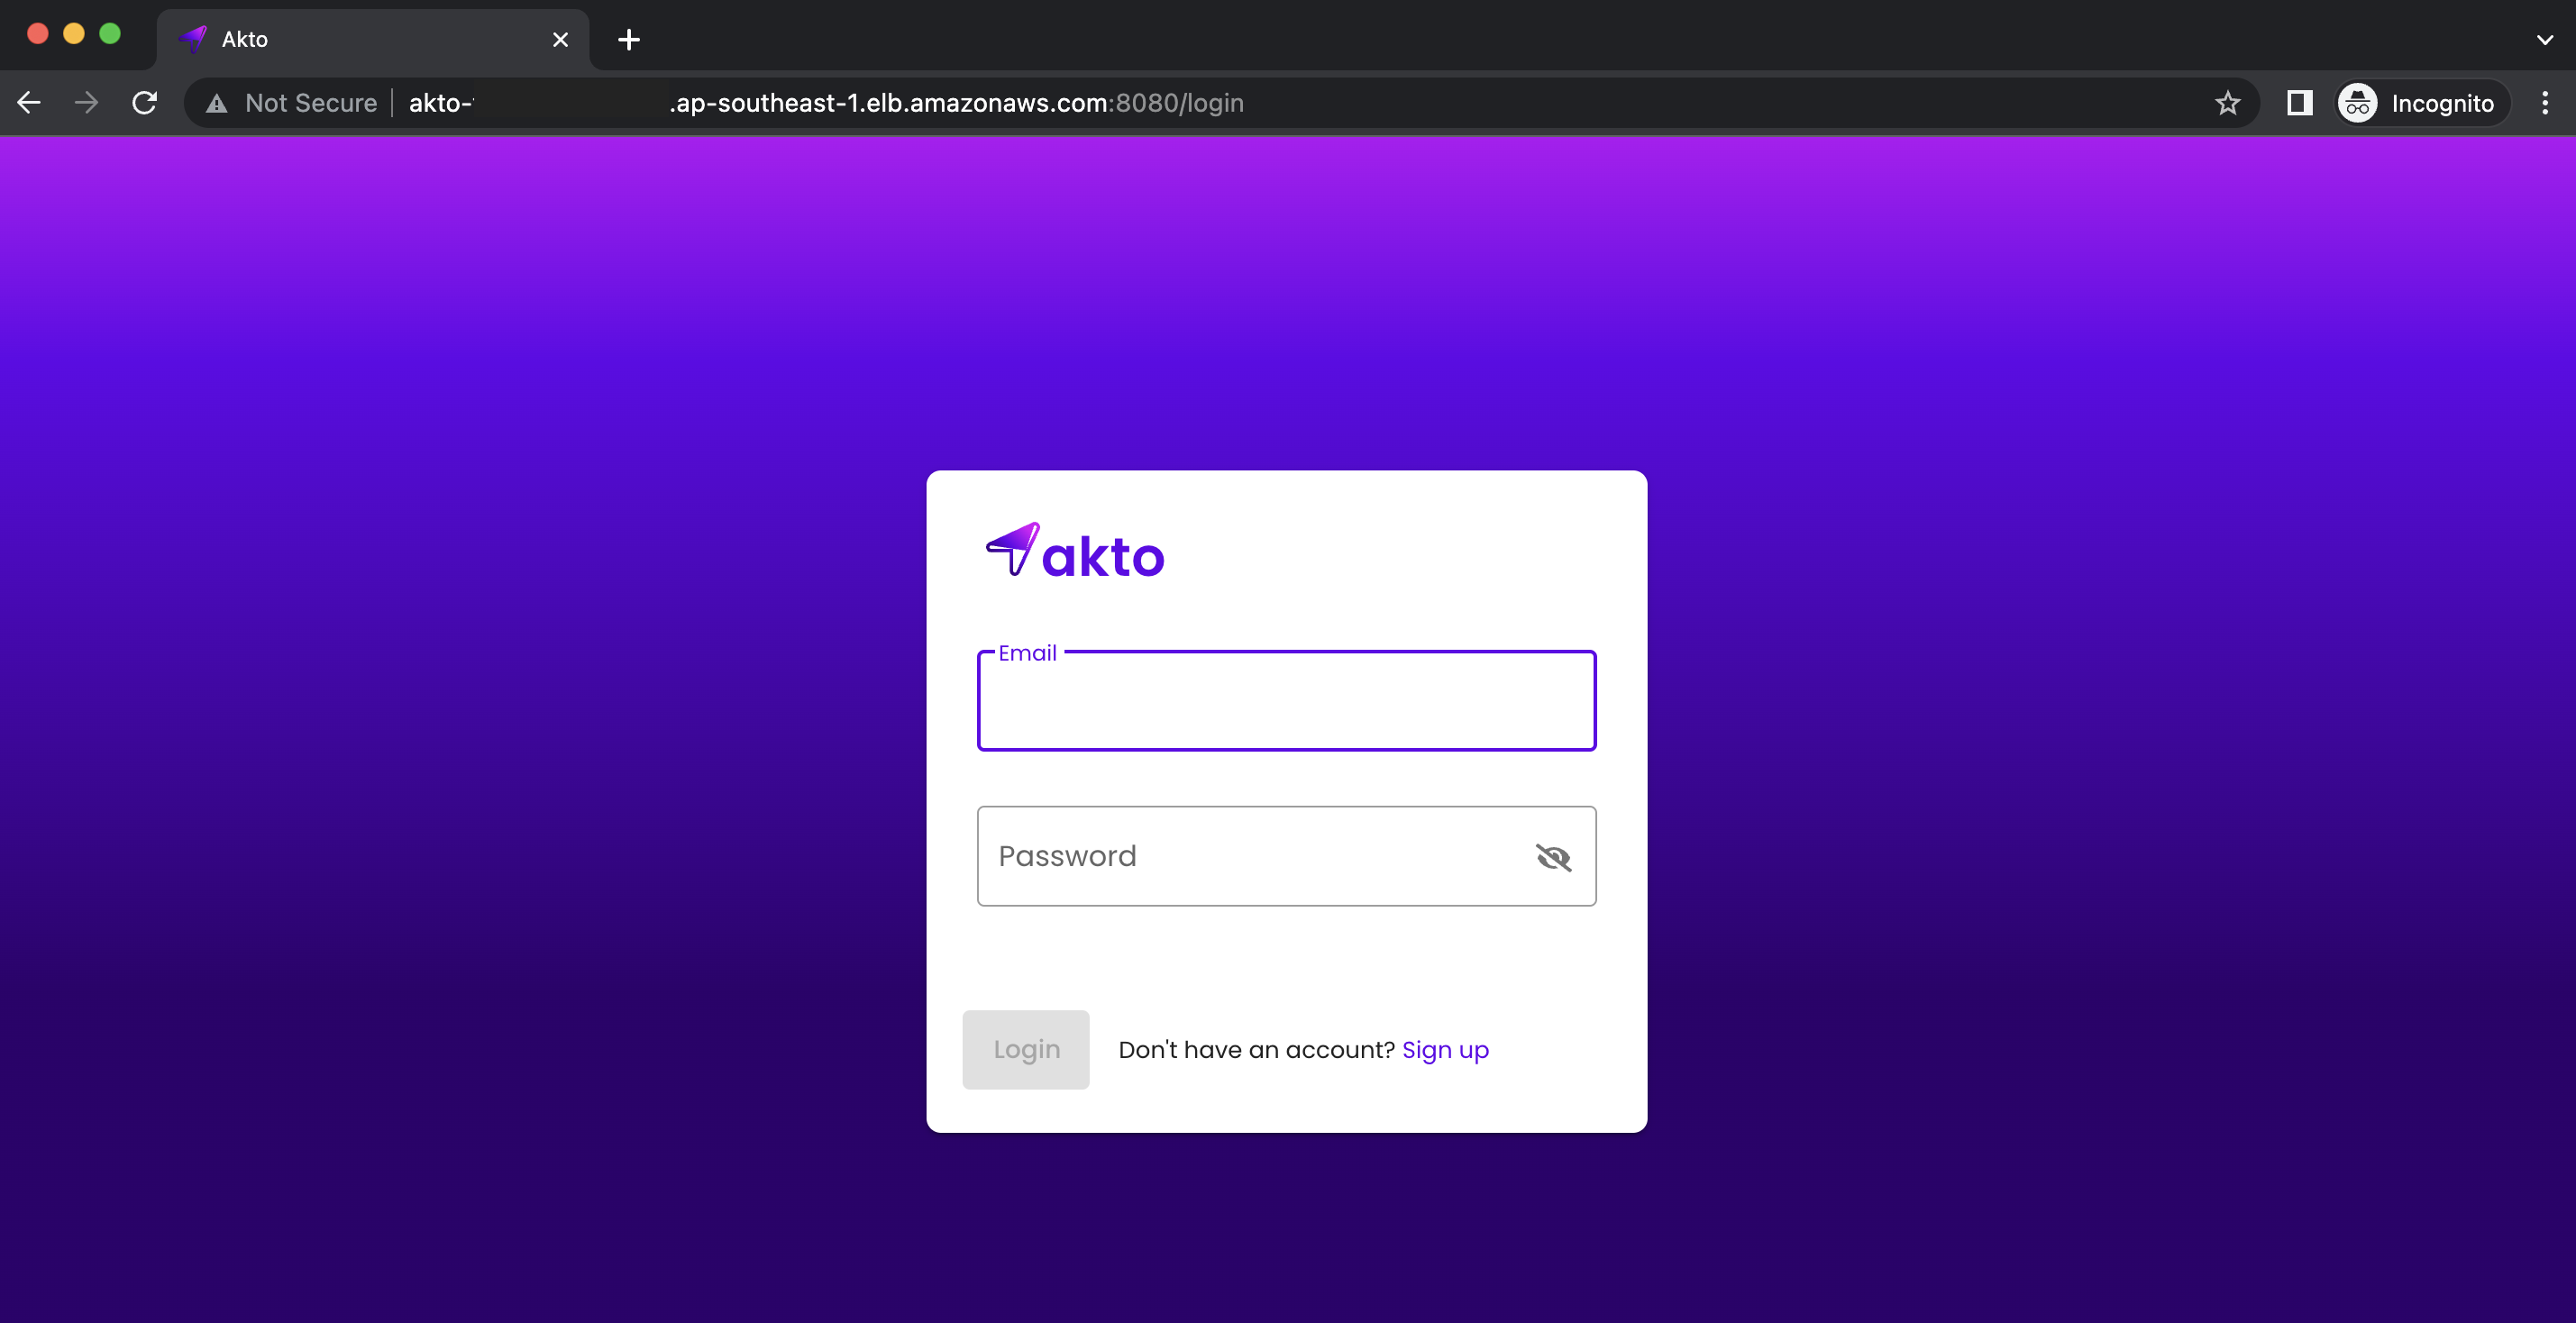 Akto
Not Secure akto- .ap-southeast-1.elb.amazonaws.com:8080/login Incognito
akto
Email
Password
Login Don't have an account? Sign up